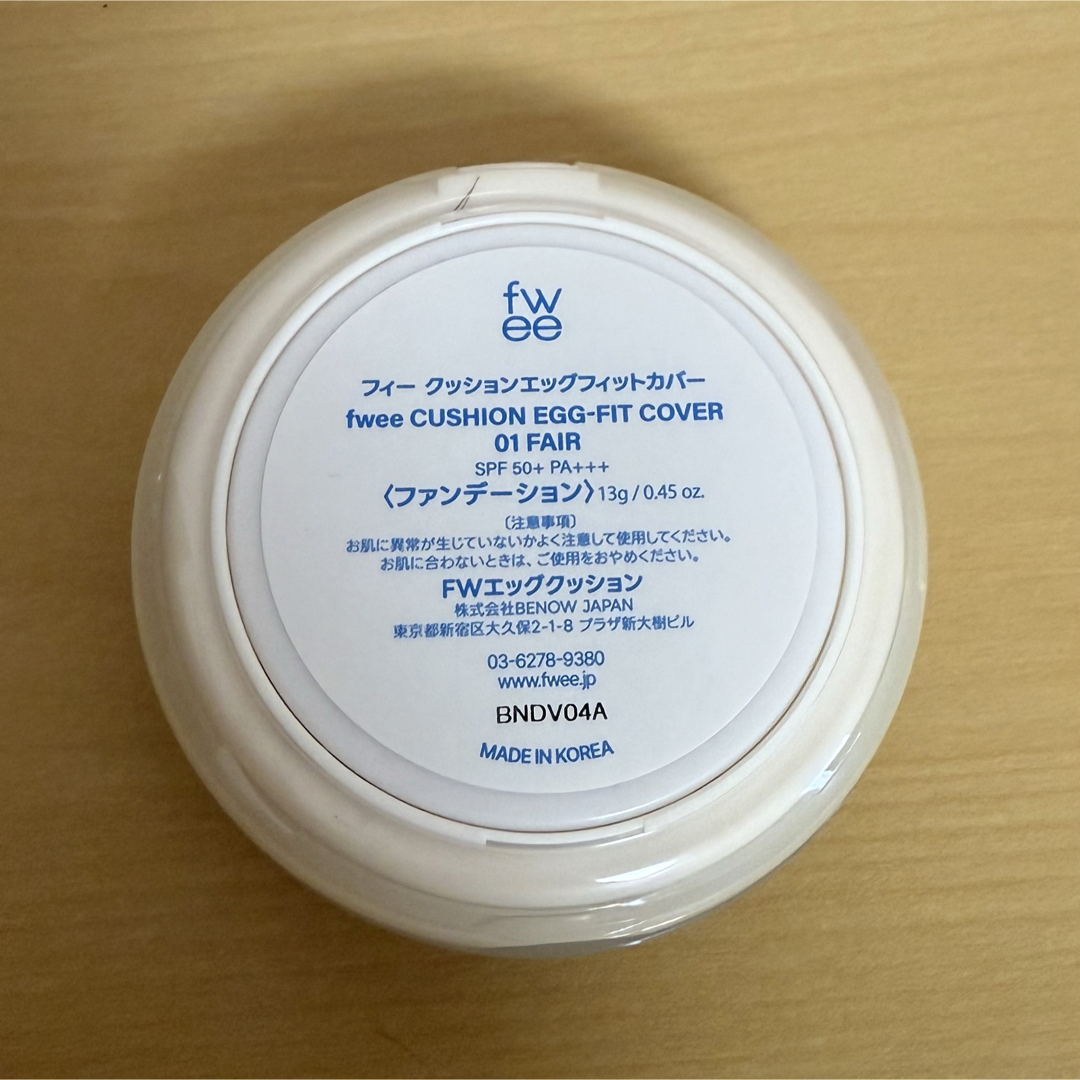 fw
ee
フィー クッションエッグフィットカバー
fwee CUSHION EGG-FIT COVER
01 FAIR
SPF 50+ PA+++
〈ファンデーション〉13g / 0.45 oz.
〔注意事項〕
お肌に異常が生じていないかよく注意して使用してください。
お肌に合わないときは、ご使用をおやめください。
FWエッグクッション
株式会社BENOW JAPAN
東京都新宿区大久保2-1-8 プラザ新大樹ビル
03-6278-9380
www.fwee.jp
BNDV04A
MADE IN KOREA